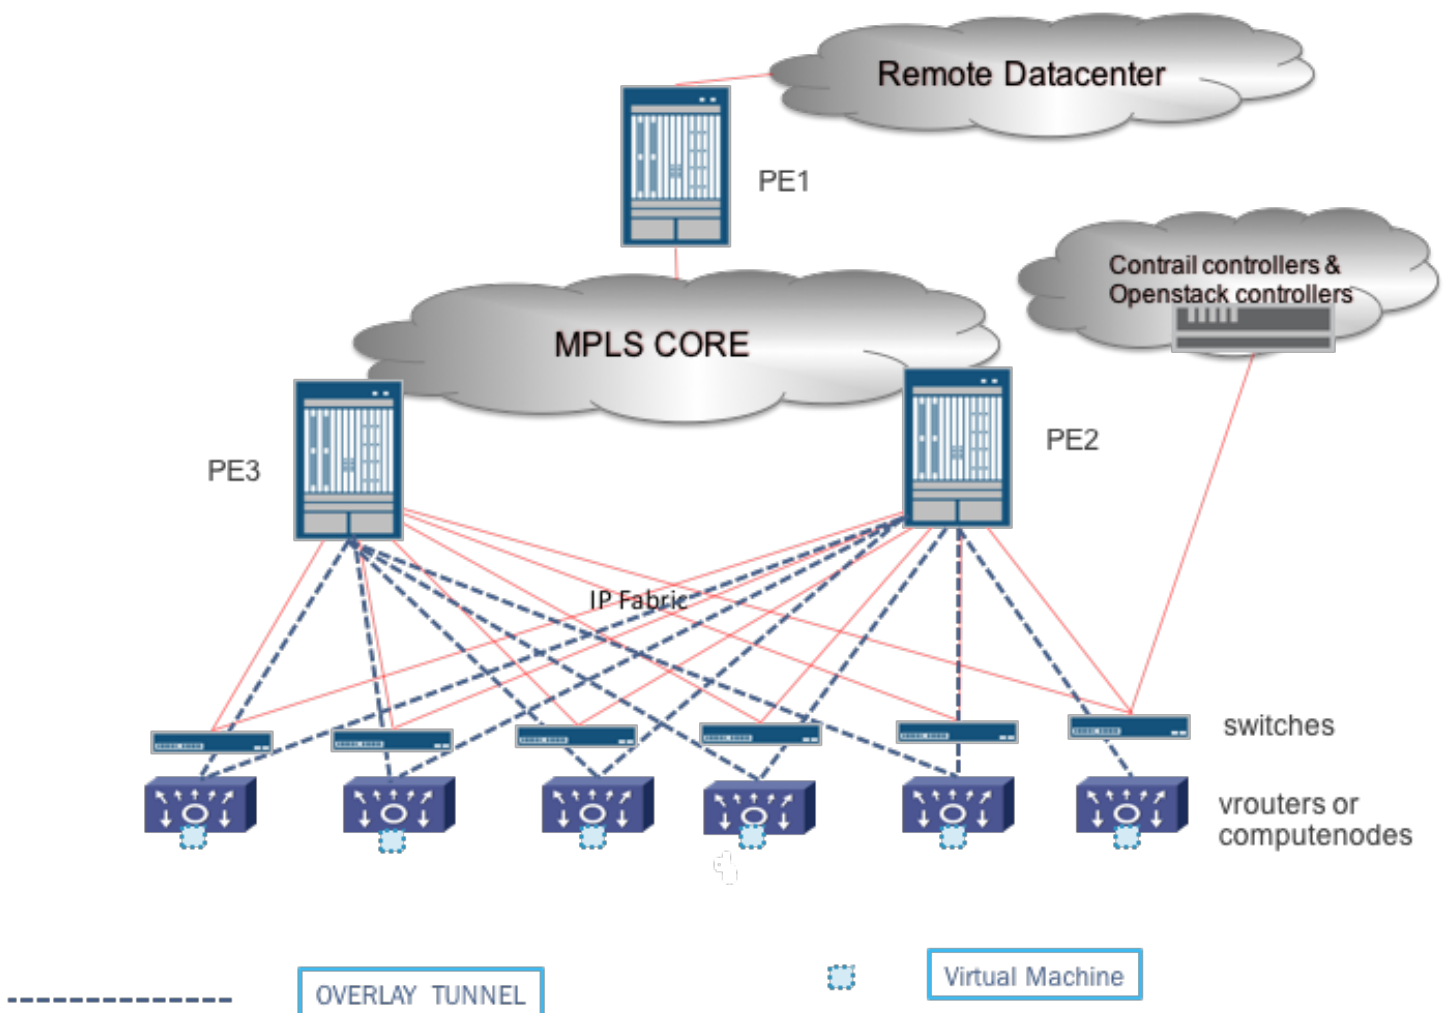 Remote Datacenter
PE1
Contrail controllers &
Openstack controllers
MPLS CORE
PE2
PE3
IP Fabric
switches
vrouters or
computenodes
Virtual Machine
OVERLAY TUNNEL